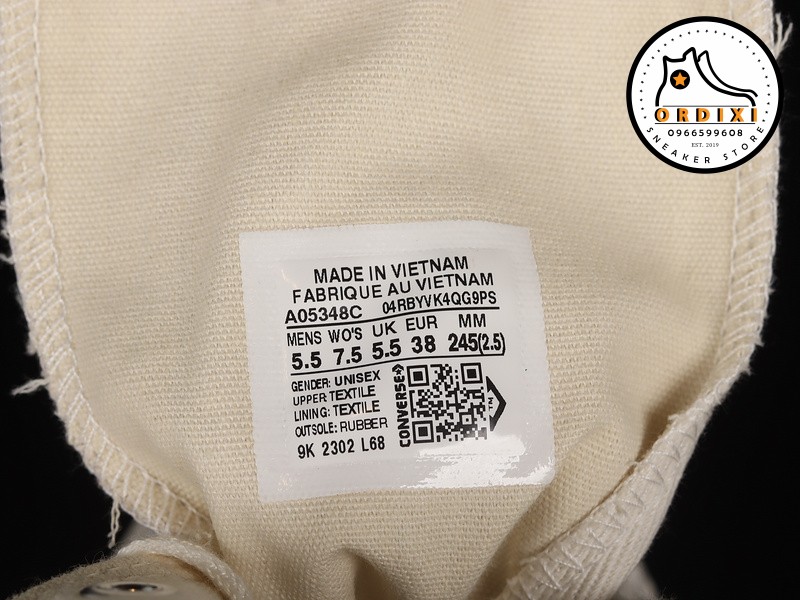 ORDIXI
0966599608
EST. 2019
SNEAKER STORE
MADE IN VIETNAM
FABRIQUE AU VIETNAM
A05348C 04RBYVK4QG9PS
MENS WO'S UK EUR MM
5.5 7.5 5.5 38 245(2.5)
GENDER: UNISEX
UPPER: TEXTILE
LINING: TEXTILE
OUTSOLE: RUBBER
9K 2302 L68
CONVERSE
TM